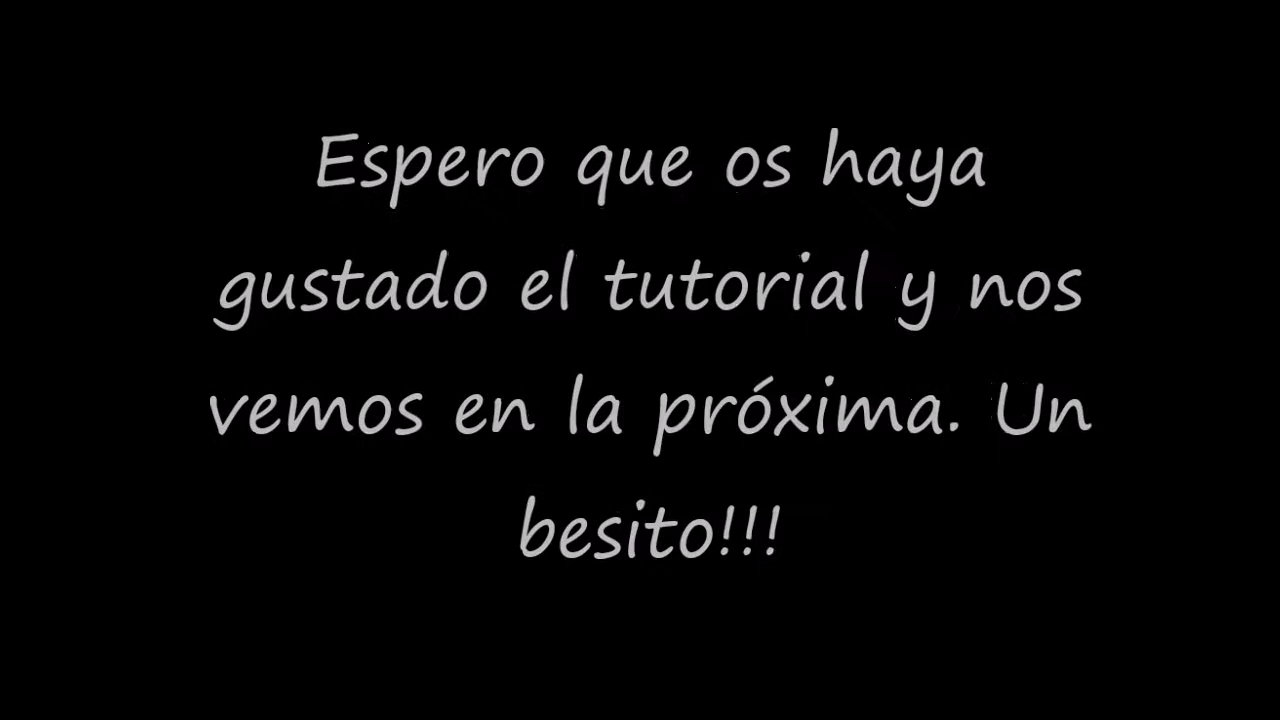 Espero que os haya
gustado el tutorial y nos
vemos en la próxima. Un
besito!!!